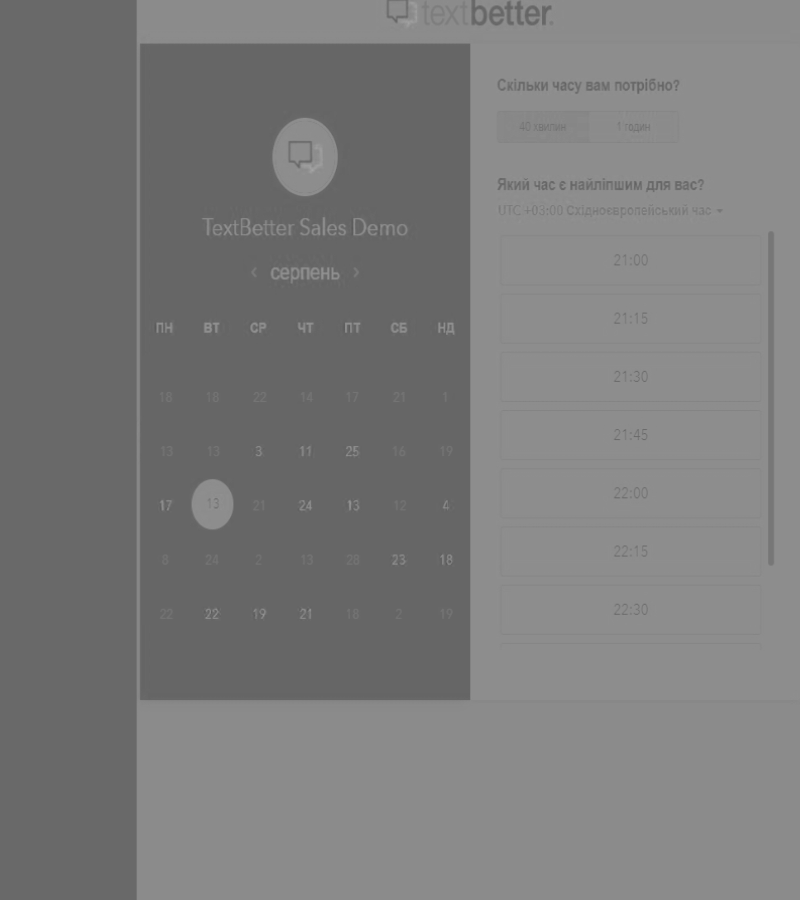 textbetter.
TextBetter Sales Demo
‹ серпень ›
ПН ВТ СР ЧТ ПТ СБ НД
18 18 22 14 17 21 1
13 13 3 11 25 16 19
17 13 21 24 13 12 4
8 24 2 13 28 23 18
22 22 19 21 18 2 19
Скільки часу вам потрібно?
40 хвилин 1 годин
Який час є найліпшим для вас?
UTC +03:00 Східноєвропейський час
21:00
21:15
21:30
21:45
22:00
22:15
22:30